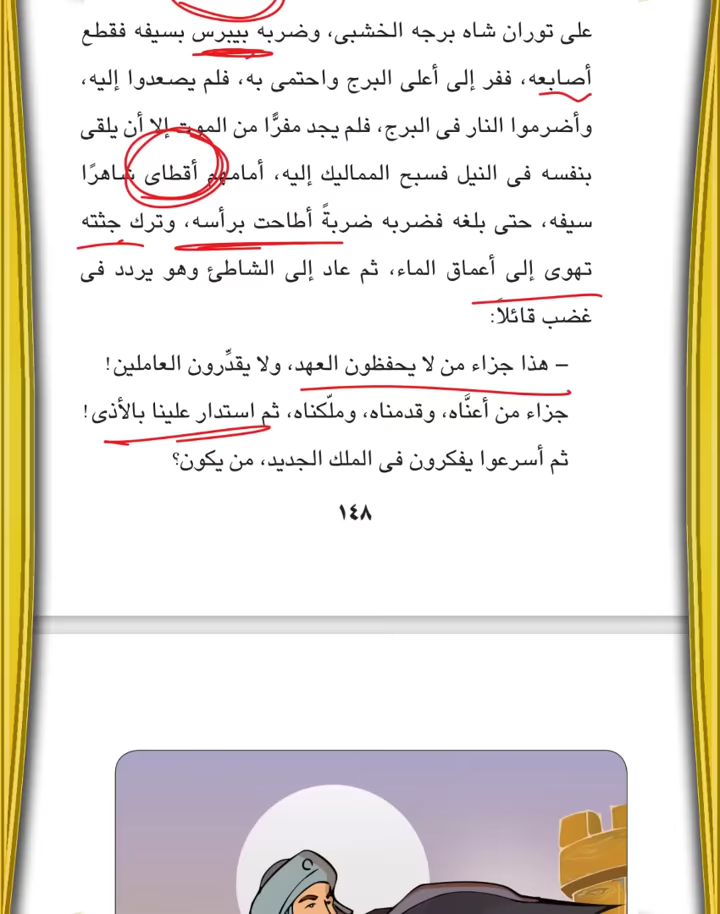 على توران شاه برجه الخشبى، وضربه بيبرس بسيفه فقطع
أصابعه، ففر إلى أعلى البرج واحتمى به، فلم يصعدوا إليه،
وأضرموا النار فى البرج، فلم يجد مفرًّا من الموت إلا أن يلقى
بنفسه فى النيل فسبح المماليك إليه، أمامهم أقطاى شاهرًا
سيفه، حتى بلغه فضربه ضربةً أطاحت برأسه، وترك جثته
تهوى إلى أعماق الماء، ثم عاد إلى الشاطئ وهو يردد فى
غضب قائلاً:
– هذا جزاء من لا يحفظون العهد، ولا يقدِّرون العاملين!
جزاء من أعنَّاه، وقدمناه، وملّكناه، ثم استدار علينا بالأذى!
ثم أسرعوا يفكرون فى الملك الجديد، من يكون؟
١٤٨